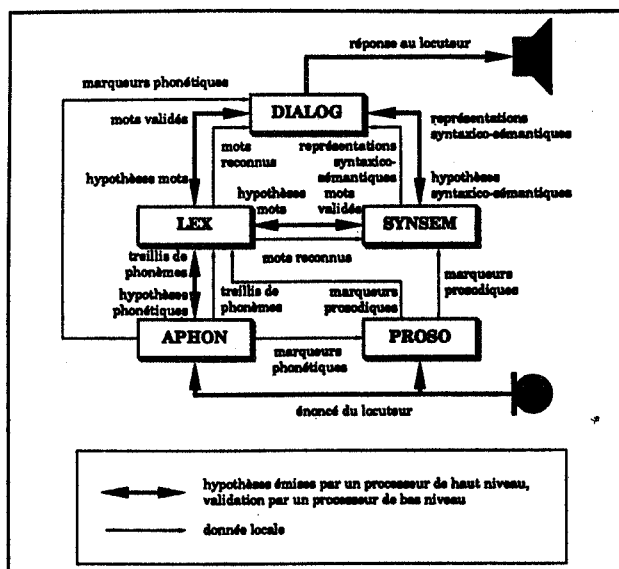 réponse au locuteur
marqueurs phonétiques
DIALOG
mots validés
représentations
syntaxico-sémantiques
mots
reconnus
représentations
syntaxico-
sémantiques
hypothèses mots
hypothèses
syntaxico-sémantiques
hypothèses
mots
mots
validés
LEX
SYNSEM
mots reconnus
treillis de
phonèmes
hypothèses
phonétiques
treillis de
phonèmes
marqueurs
prosodiques
marqueurs
prosodiques
APHON
PROSO
marqueurs
phonétiques
énoncé du locuteur
hypothèses émises par un processeur de haut niveau,
validation par un processeur de bas niveau
donnée locale